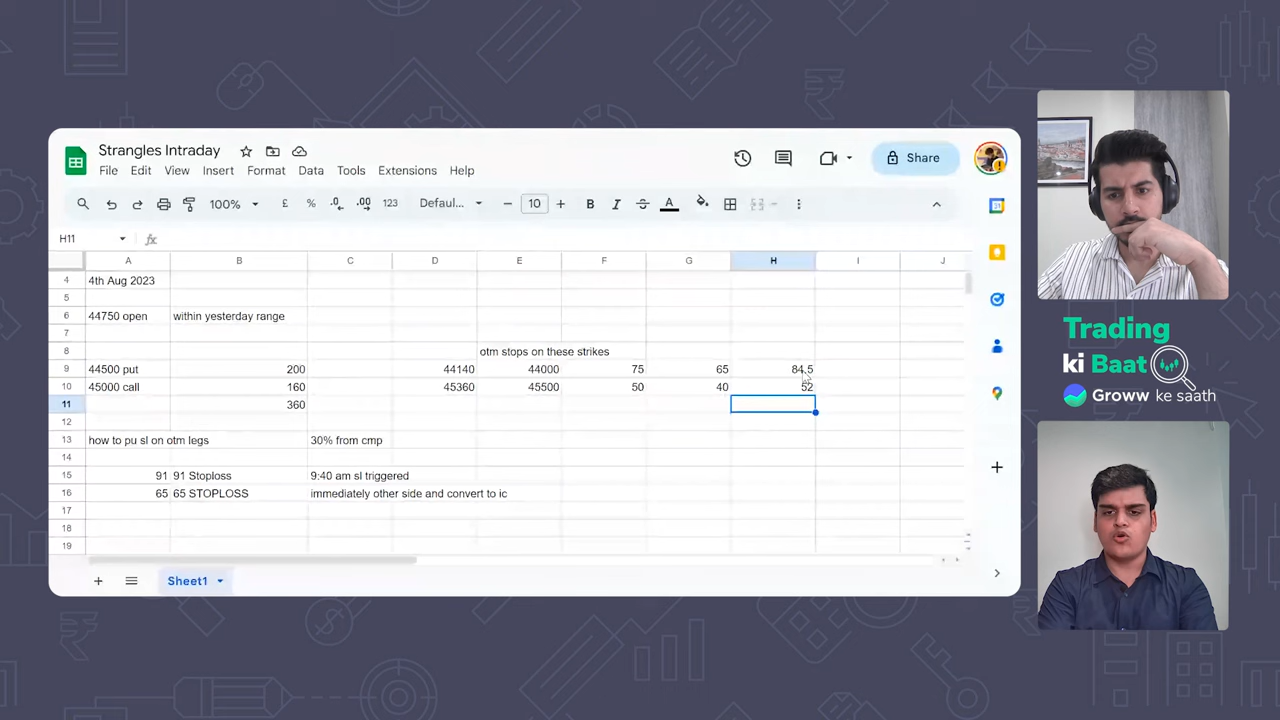 Strangles Intraday
File Edit View Insert Format Data Tools Extensions Help
Share
100% £ % .0 .00 123 Defaul... 10 B I A
H11 fx
A B C D E F G H I J
4 4th Aug 2023
5
6 44750 open within yesterday range
7
8 otm stops on these strikes
9 44500 put 200 44140 44000 75 65 84.5
10 45000 call 160 45360 45500 50 40 52
11 360
12
13 how to pu sl on otm legs 30% from cmp
14
15 91 91 Stoploss 9:40 am sl triggered
16 65 65 STOPLOSS immediately other side and convert to ic
17
18
19
Sheet1
Trading
ki Baat
Groww ke saath